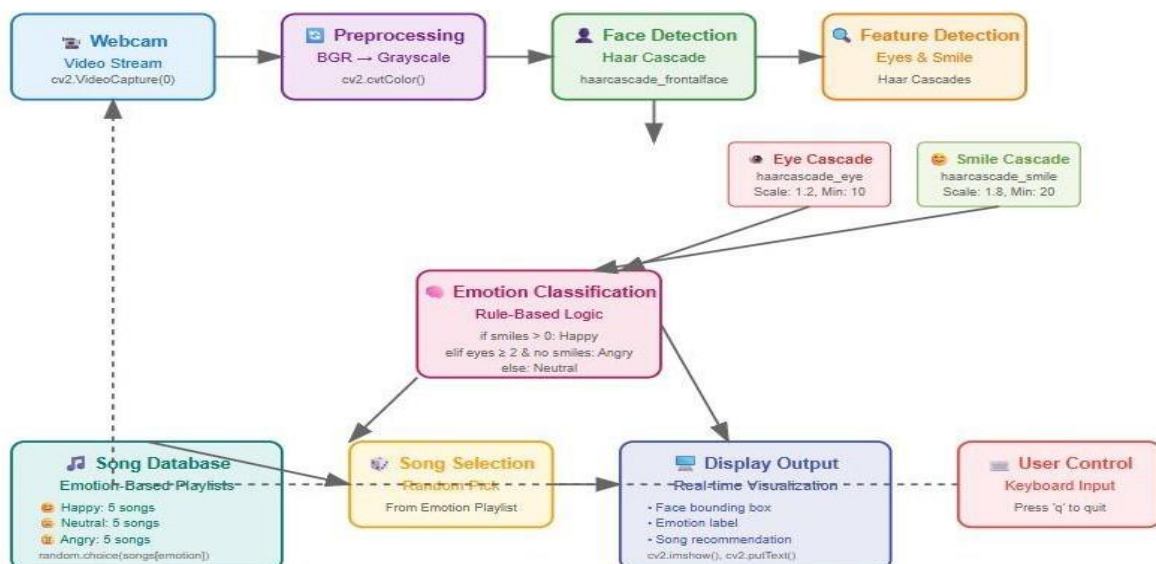 Webcam
Video Stream
cv2.VideoCapture(0)
Preprocessing
BGR → Grayscale
cv2.cvtColor()
Face Detection
Haar Cascade
haarcascade_frontalface
Feature Detection
Eyes & Smile
Haar Cascades
Eye Cascade
haarcascade_eye
Scale: 1.2, Min: 10
Smile Cascade
haarcascade_smile
Scale: 1.8, Min: 20
Emotion Classification
Rule-Based Logic
if smiles > 0: Happy
elif eyes ≥ 2 & no smiles: Angry
else: Neutral
Song Database
Emotion-Based Playlists
Happy: 5 songs
Neutral: 5 songs
Angry: 5 songs
random.choice(songs[emotion])
Song Selection
Random Pick
From Emotion Playlist
Display Output
Real-time Visualization
• Face bounding box
• Emotion label
• Song recommendation
cv2.imshow(), cv2.putText()
User Control
Keyboard Input
Press 'q' to quit